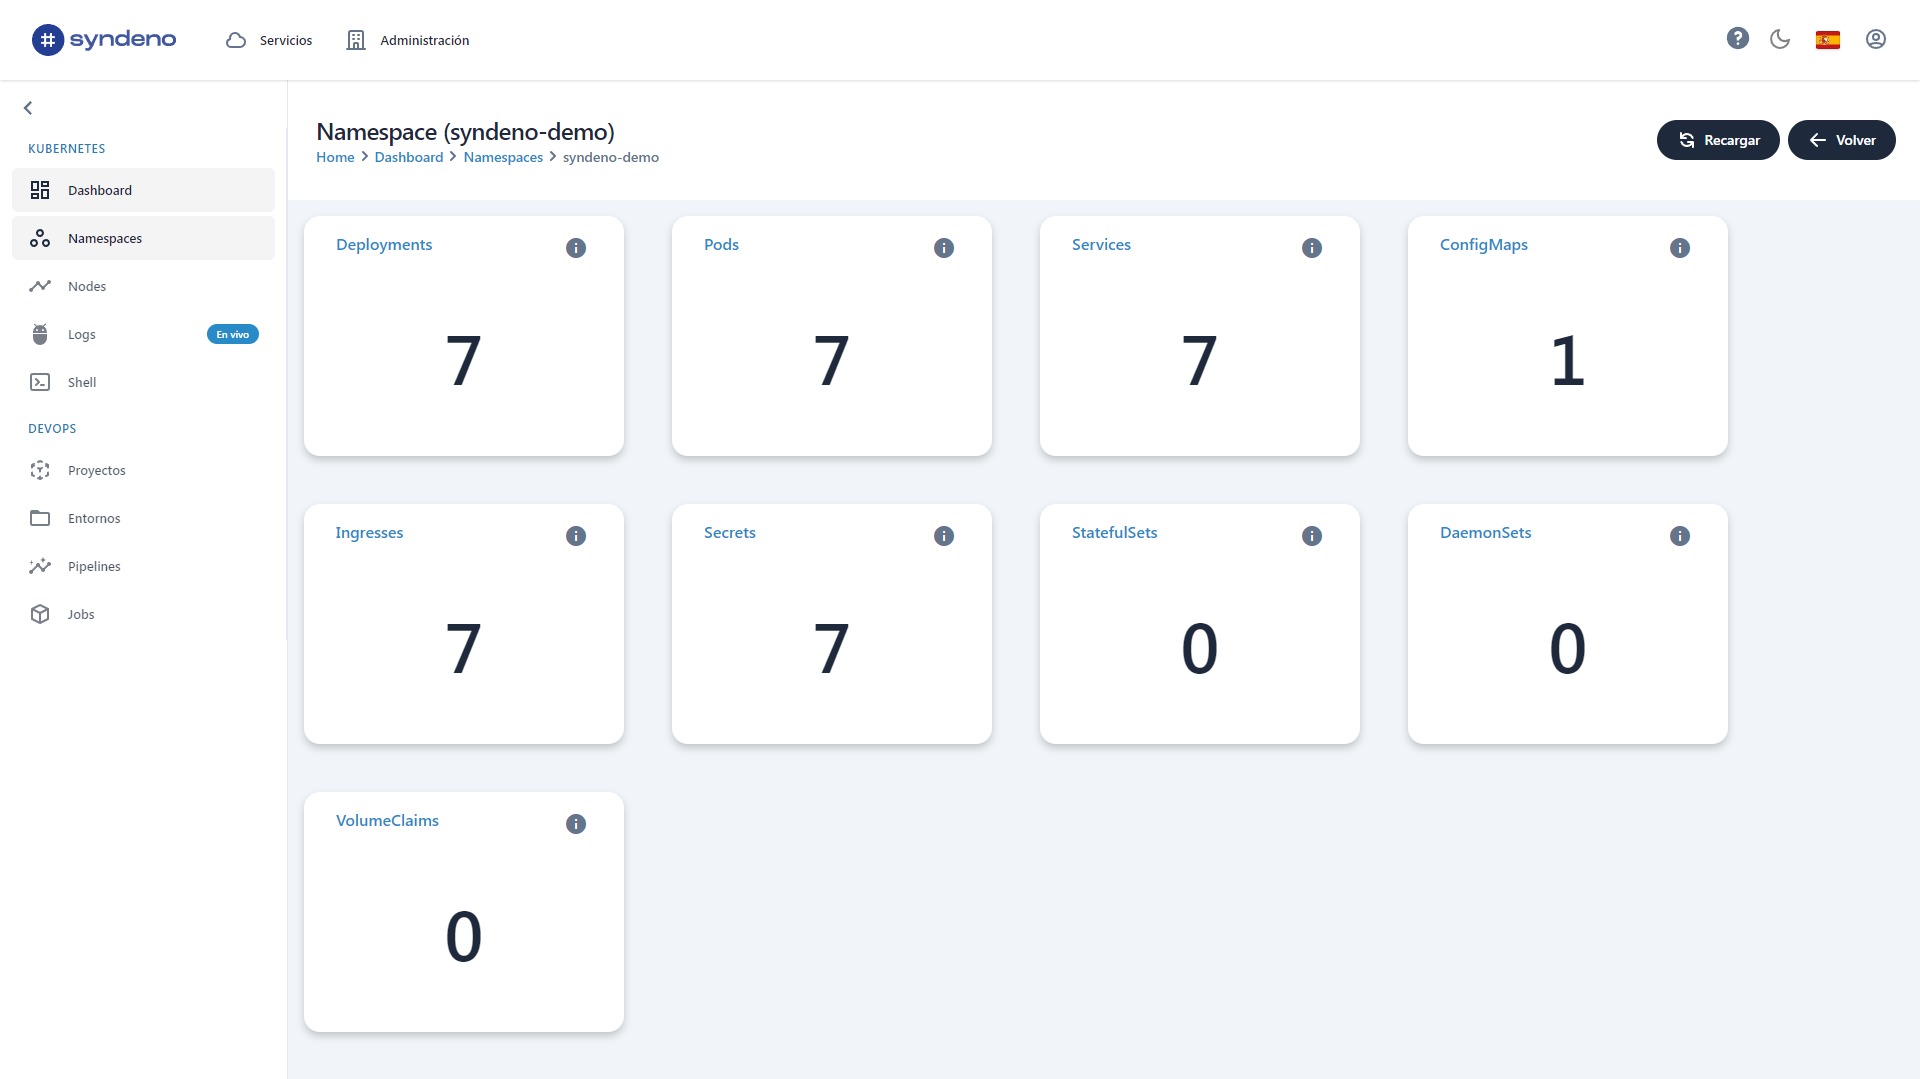 syndeno
Servicios
Administración
KUBERNETES
Dashboard
Namespaces
Nodes
Logs
En vivo
Shell
DEVOPS
Proyectos
Entornos
Pipelines
Jobs
Namespace (syndeno-demo)
Home > Dashboard > Namespaces > syndeno-demo
Recargar
Volver
Deployments
7
Pods
7
Services
7
ConfigMaps
1
Ingresses
7
Secrets
7
StatefulSets
0
DaemonSets
0
VolumeClaims
0